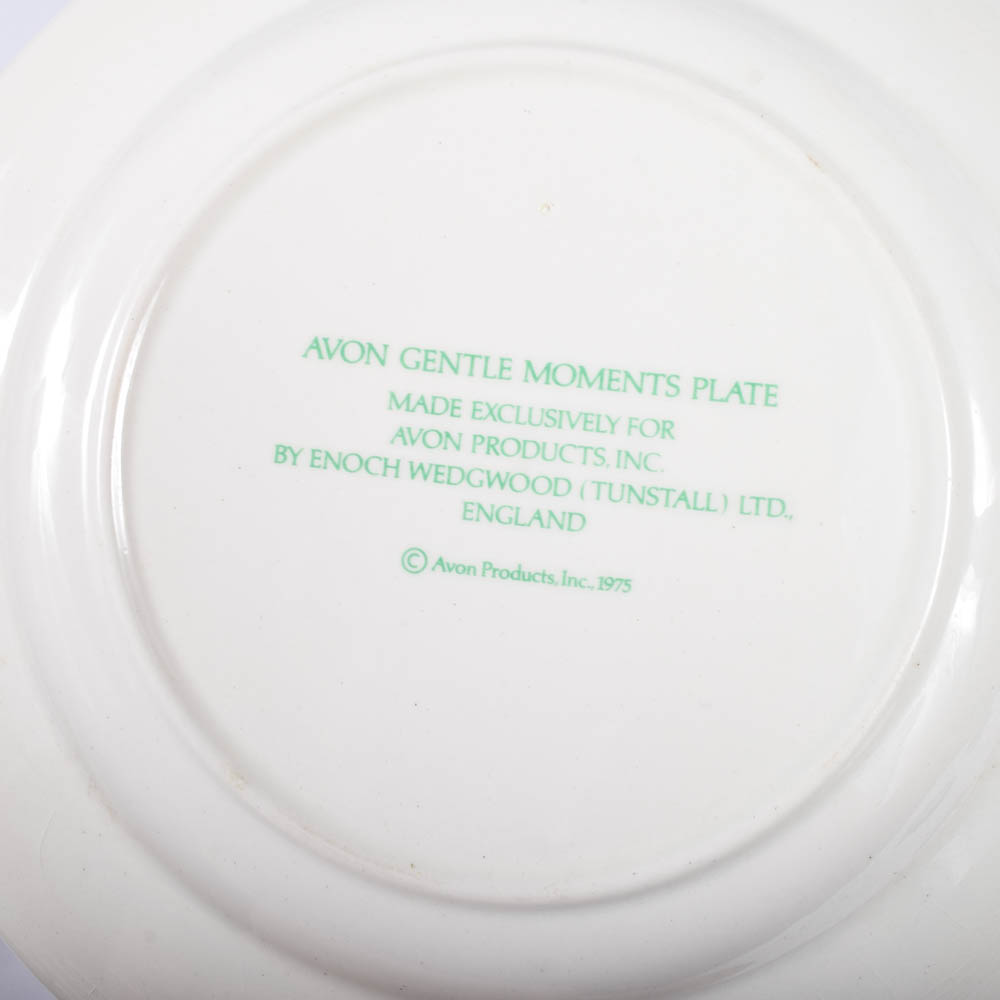 AVON GENTLE MOMENTS PLATE
MADE EXCLUSIVELY FOR
AVON PRODUCTS, INC.
BY ENOCH WEDGWOOD (TUNSTALL) LTD.,
ENGLAND
© Avon Products, Inc., 1975